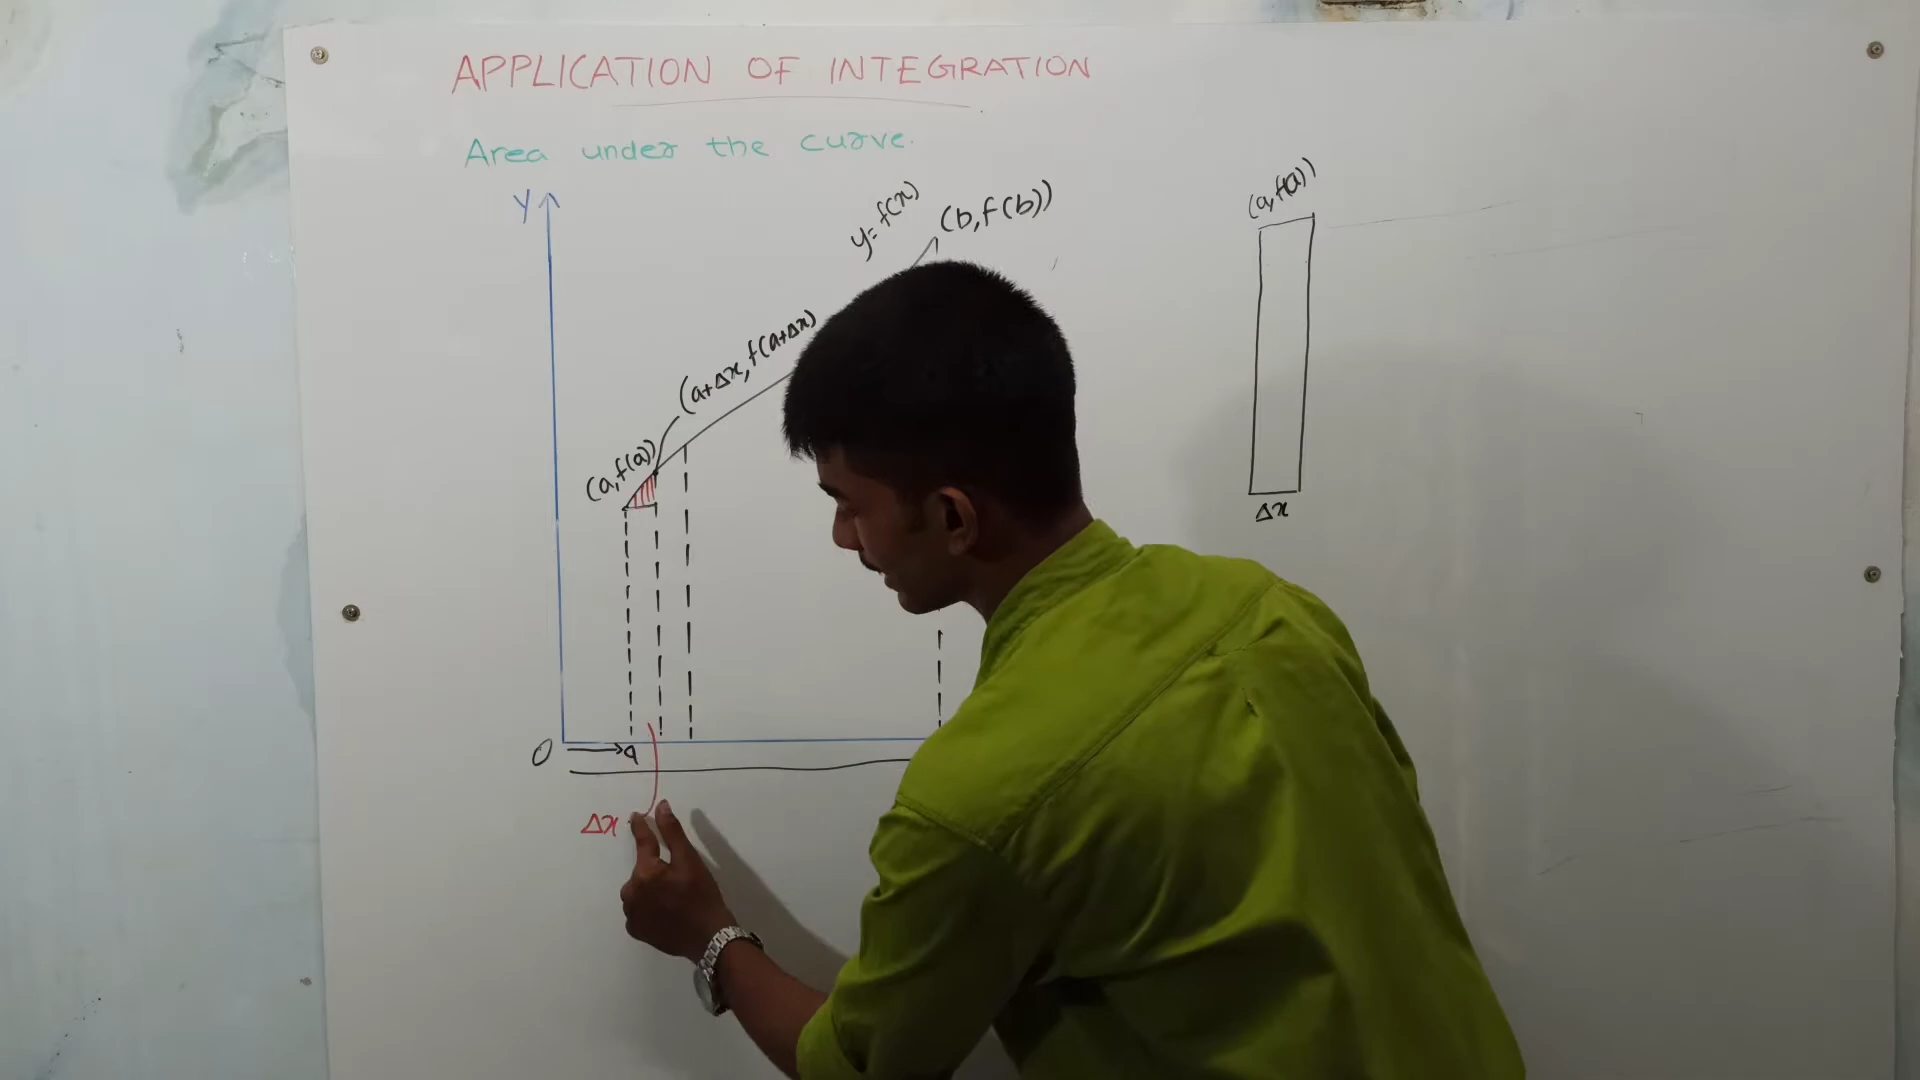 APPLICATION OF INTEGRATION
Area under the curve.
Y
y=f(x)
(b,f(b))
(a,f(a))
(a+Δx,f(a+Δx)
(a,f(a))
Δx
O
a
Δx